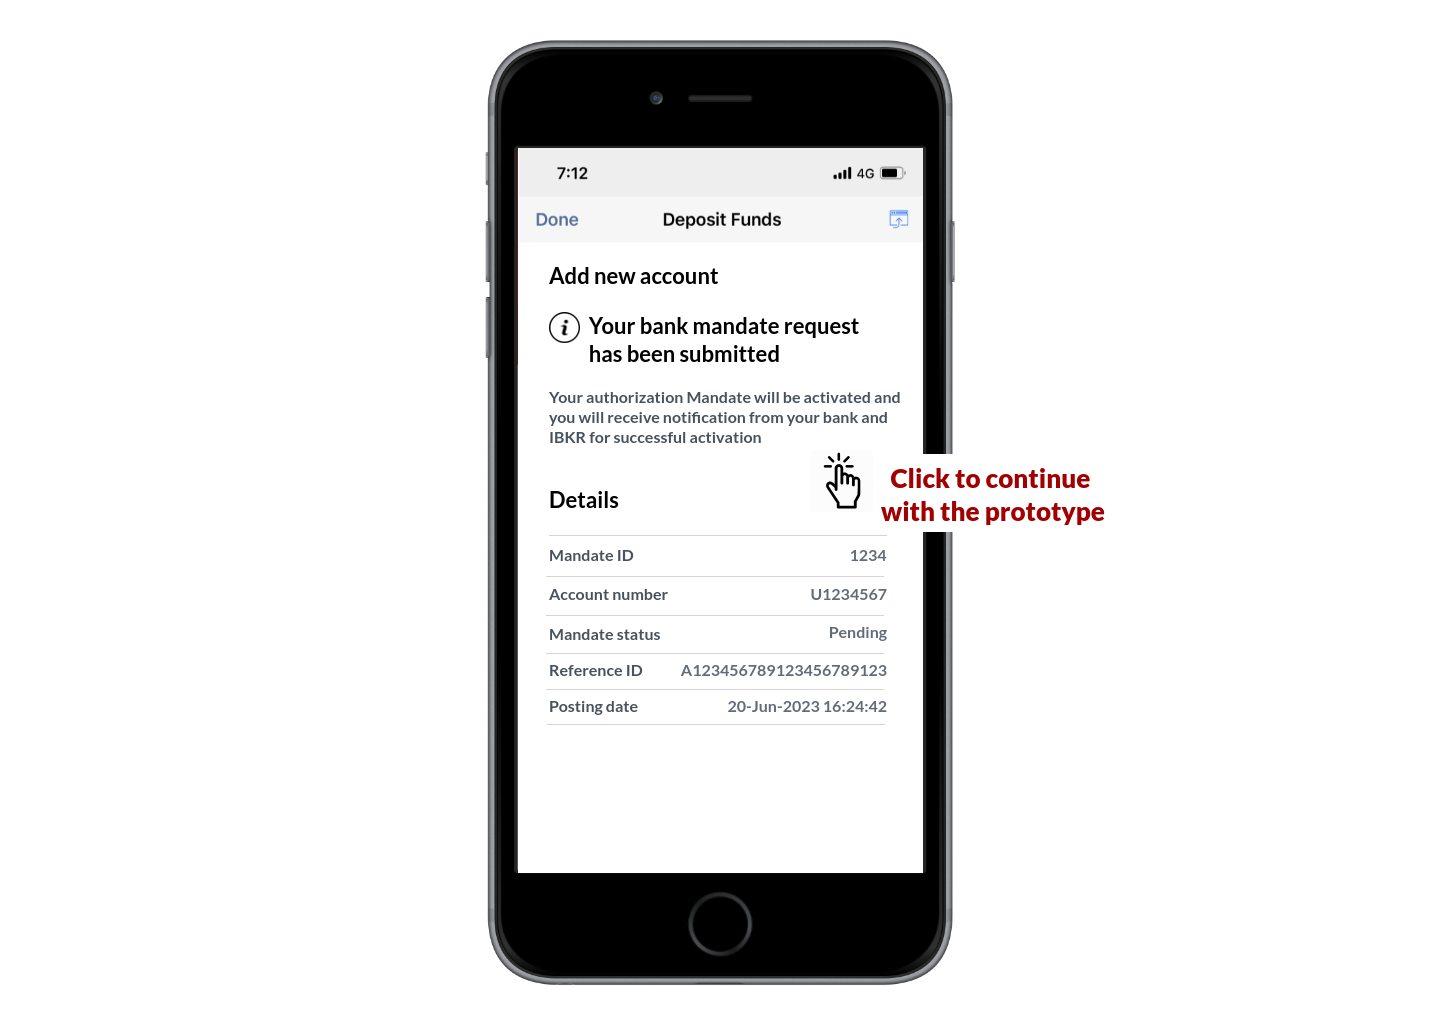 7:12 4G
Done Deposit Funds
Add new account
i Your bank mandate request
has been submitted
Your authorization Mandate will be activated and
you will receive notification from your bank and
IBKR for successful activation
Click to continue
with the prototype
Details
Mandate ID 1234
Account number U1234567
Mandate status Pending
Reference ID A123456789123456789123
Posting date 20-Jun-2023 16:24:42